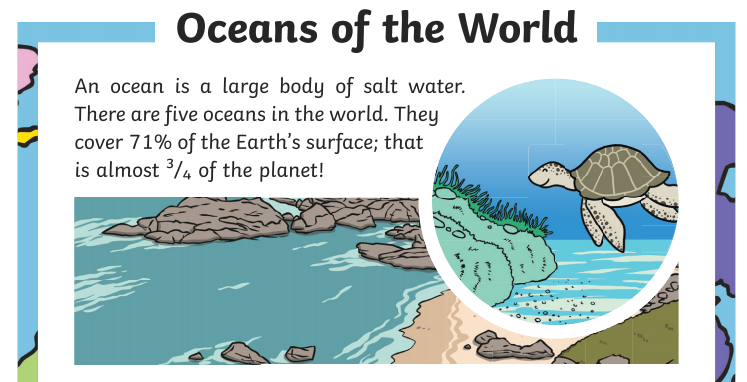 Oceans of the World
An ocean is a large body of salt water.
There are five oceans in the world. They
cover 71% of the Earth's surface; that
is almost ³/₄ of the planet!